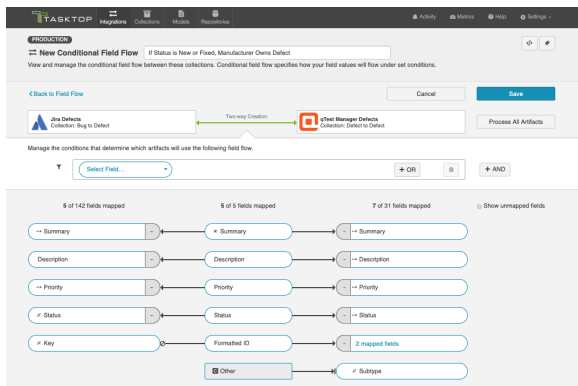 TASKTOP
Integrations
Collections
Models
Repositories
Activity
Metrics
Help
Settings
PRODUCTION
New Conditional Field Flow
If Status is New or Fixed, Manufacturer Owns Defect
View and manage the conditional field flow between these collections. Conditional field flow specifies how your field values will flow under set conditions.
Back to Field Flow
Cancel
Save
Jira Defects
Collection: Bug to Defect
Two-way Creation
qTest Manager Defects
Collection: Defect to Defect
Process All Artifacts
Manage the conditions that determine which artifacts will use the following field flow.
Select Field...
+ OR
+ AND
5 of 142 fields mapped
5 of 5 fields mapped
7 of 31 fields mapped
Show unmapped fields
Summary
Summary
Summary
Description
Description
Description
Priority
Priority
Priority
Status
Status
Status
Key
Formatted ID
2 mapped fields
Other
Subtype